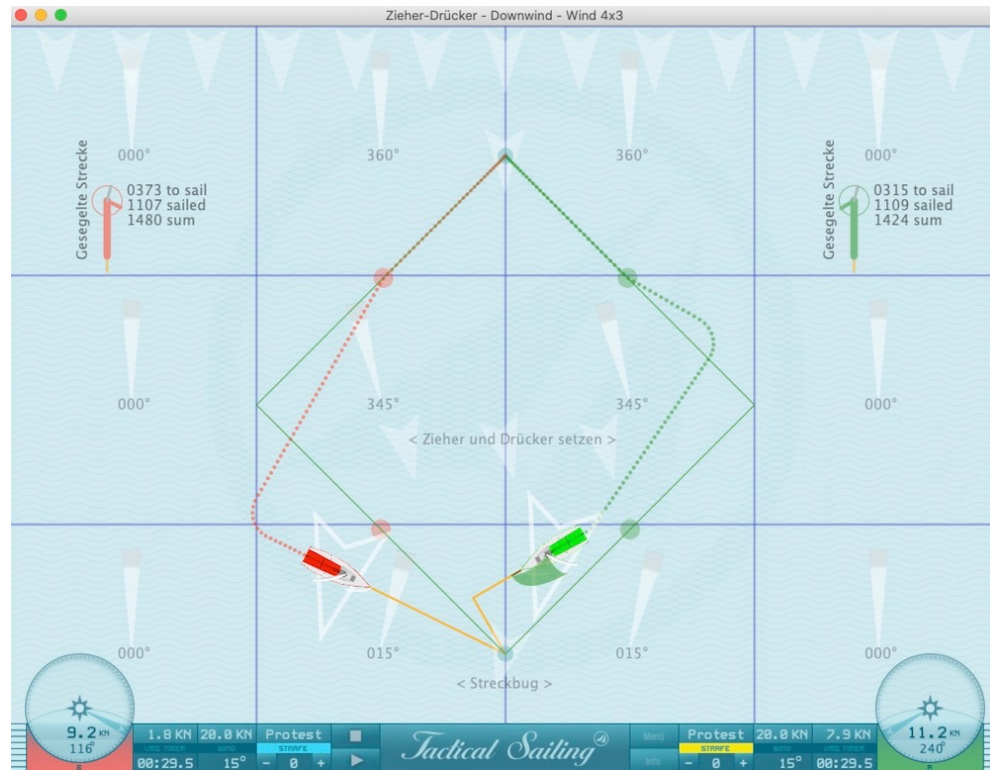 Zieher-Drücker - Downwind - Wind 4x3
000° 360° 360° 000°
Gesegelte Strecke
0373 to sail
1107 sailed
1480 sum
Gesegelte Strecke
0315 to sail
1109 sailed
1424 sum
000° 345° 345° 000°
< Zieher und Drücker setzen >
000° 015° 015° 000°
< Streckbug >
9.2 KN
116°
1.8 KN 20.0 KN Protest
WIND STRAFE
00:29.5 15° - 0 +
Tactical Sailing
Menü
Info
Protest 20.0 KN 7.9 KN
STRAFE WIND
- 0 + 15° 00:29.5
11.2 KN
240°